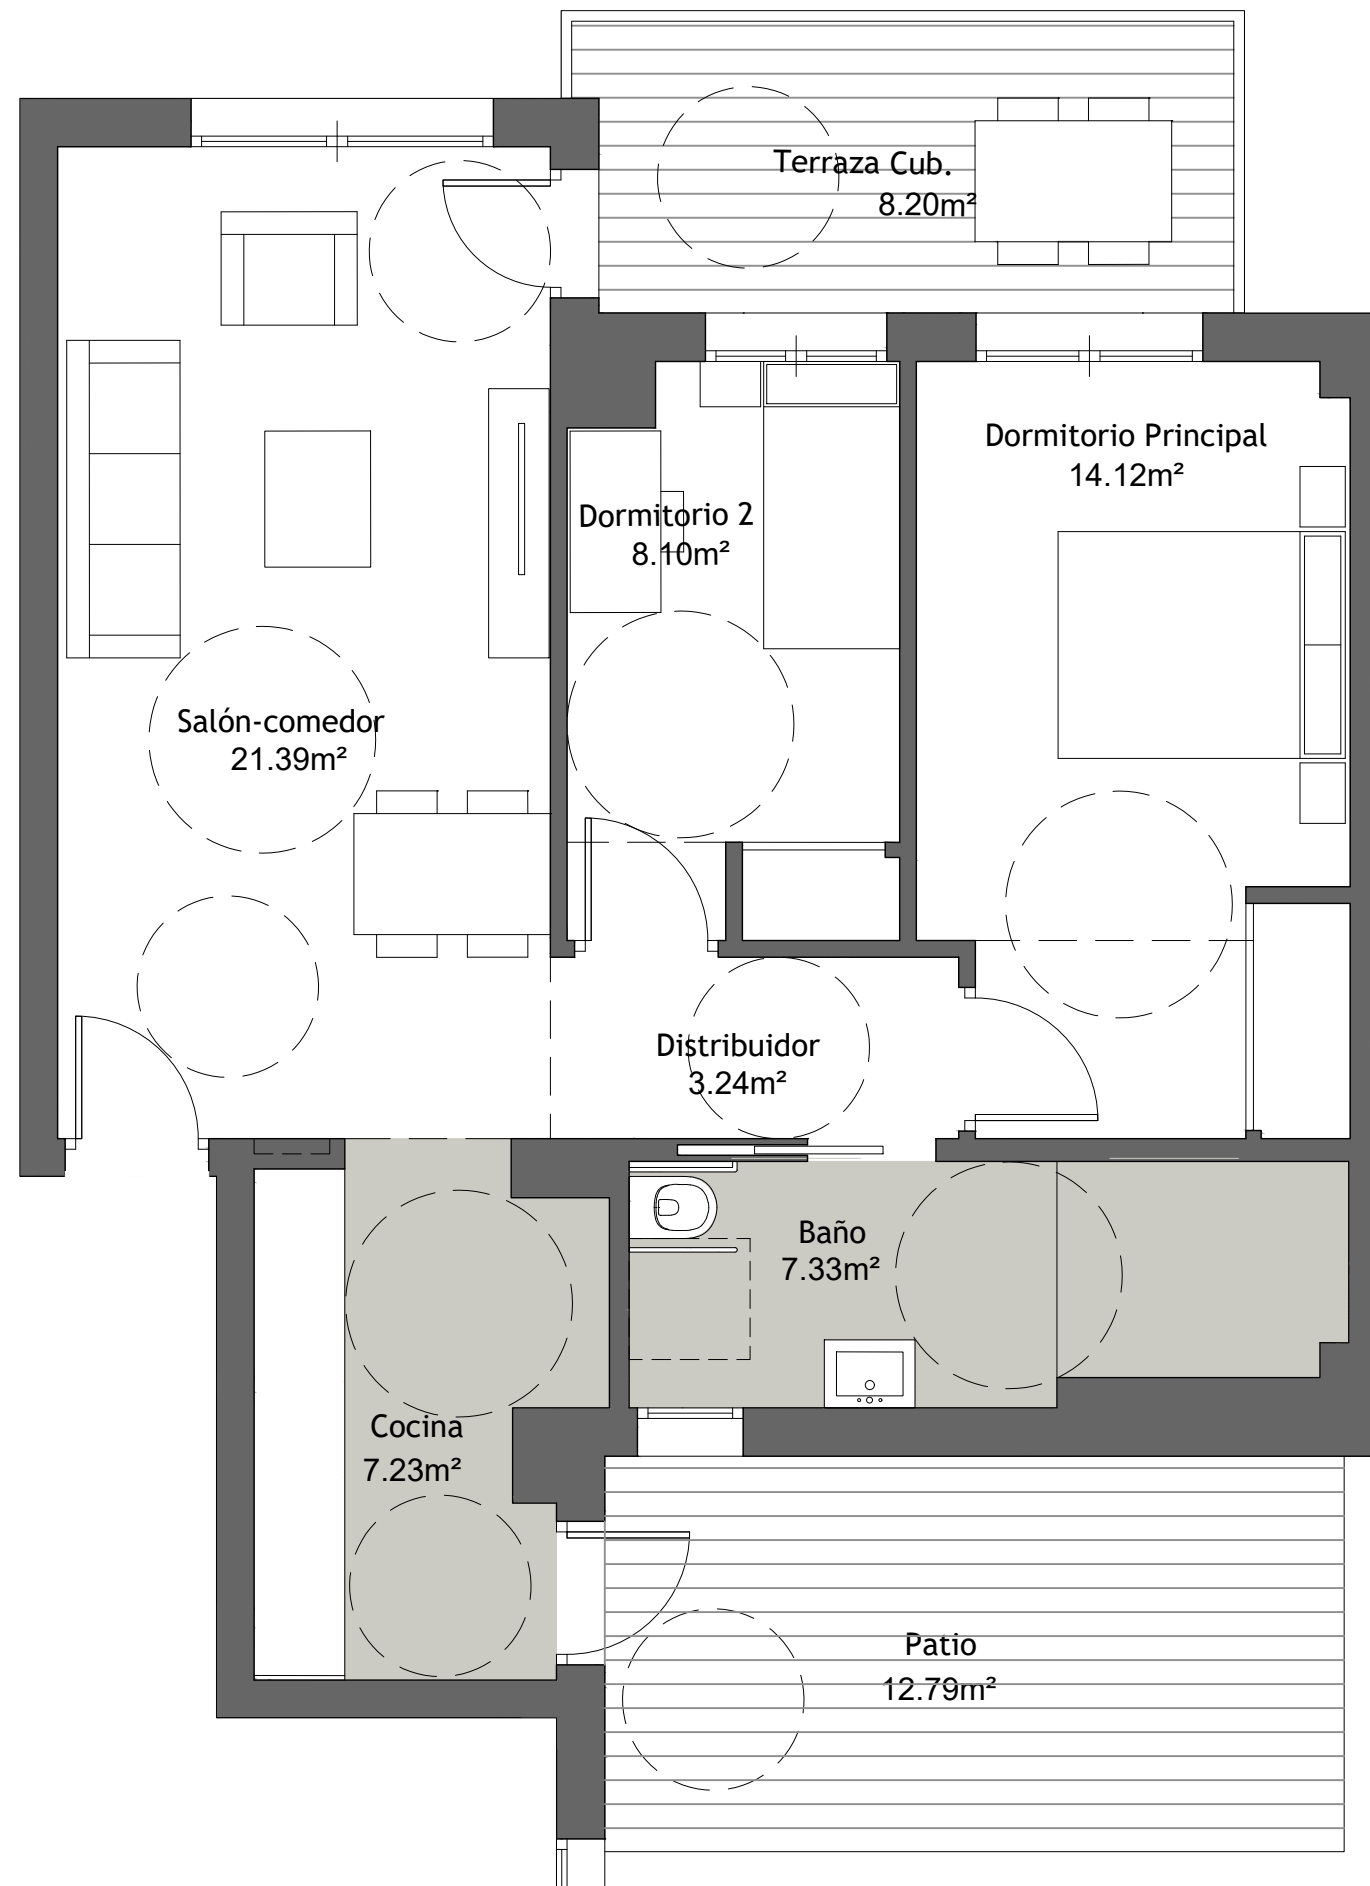 Terraza Cub.
8.20m²
Dormitorio Principal
14.12m²
Dormitorio 2
8.10m²
Salón-comedor
21.39m²
Distribuidor
3.24m²
Baño
7.33m²
Cocina
7.23m²
Patio
12.79m²